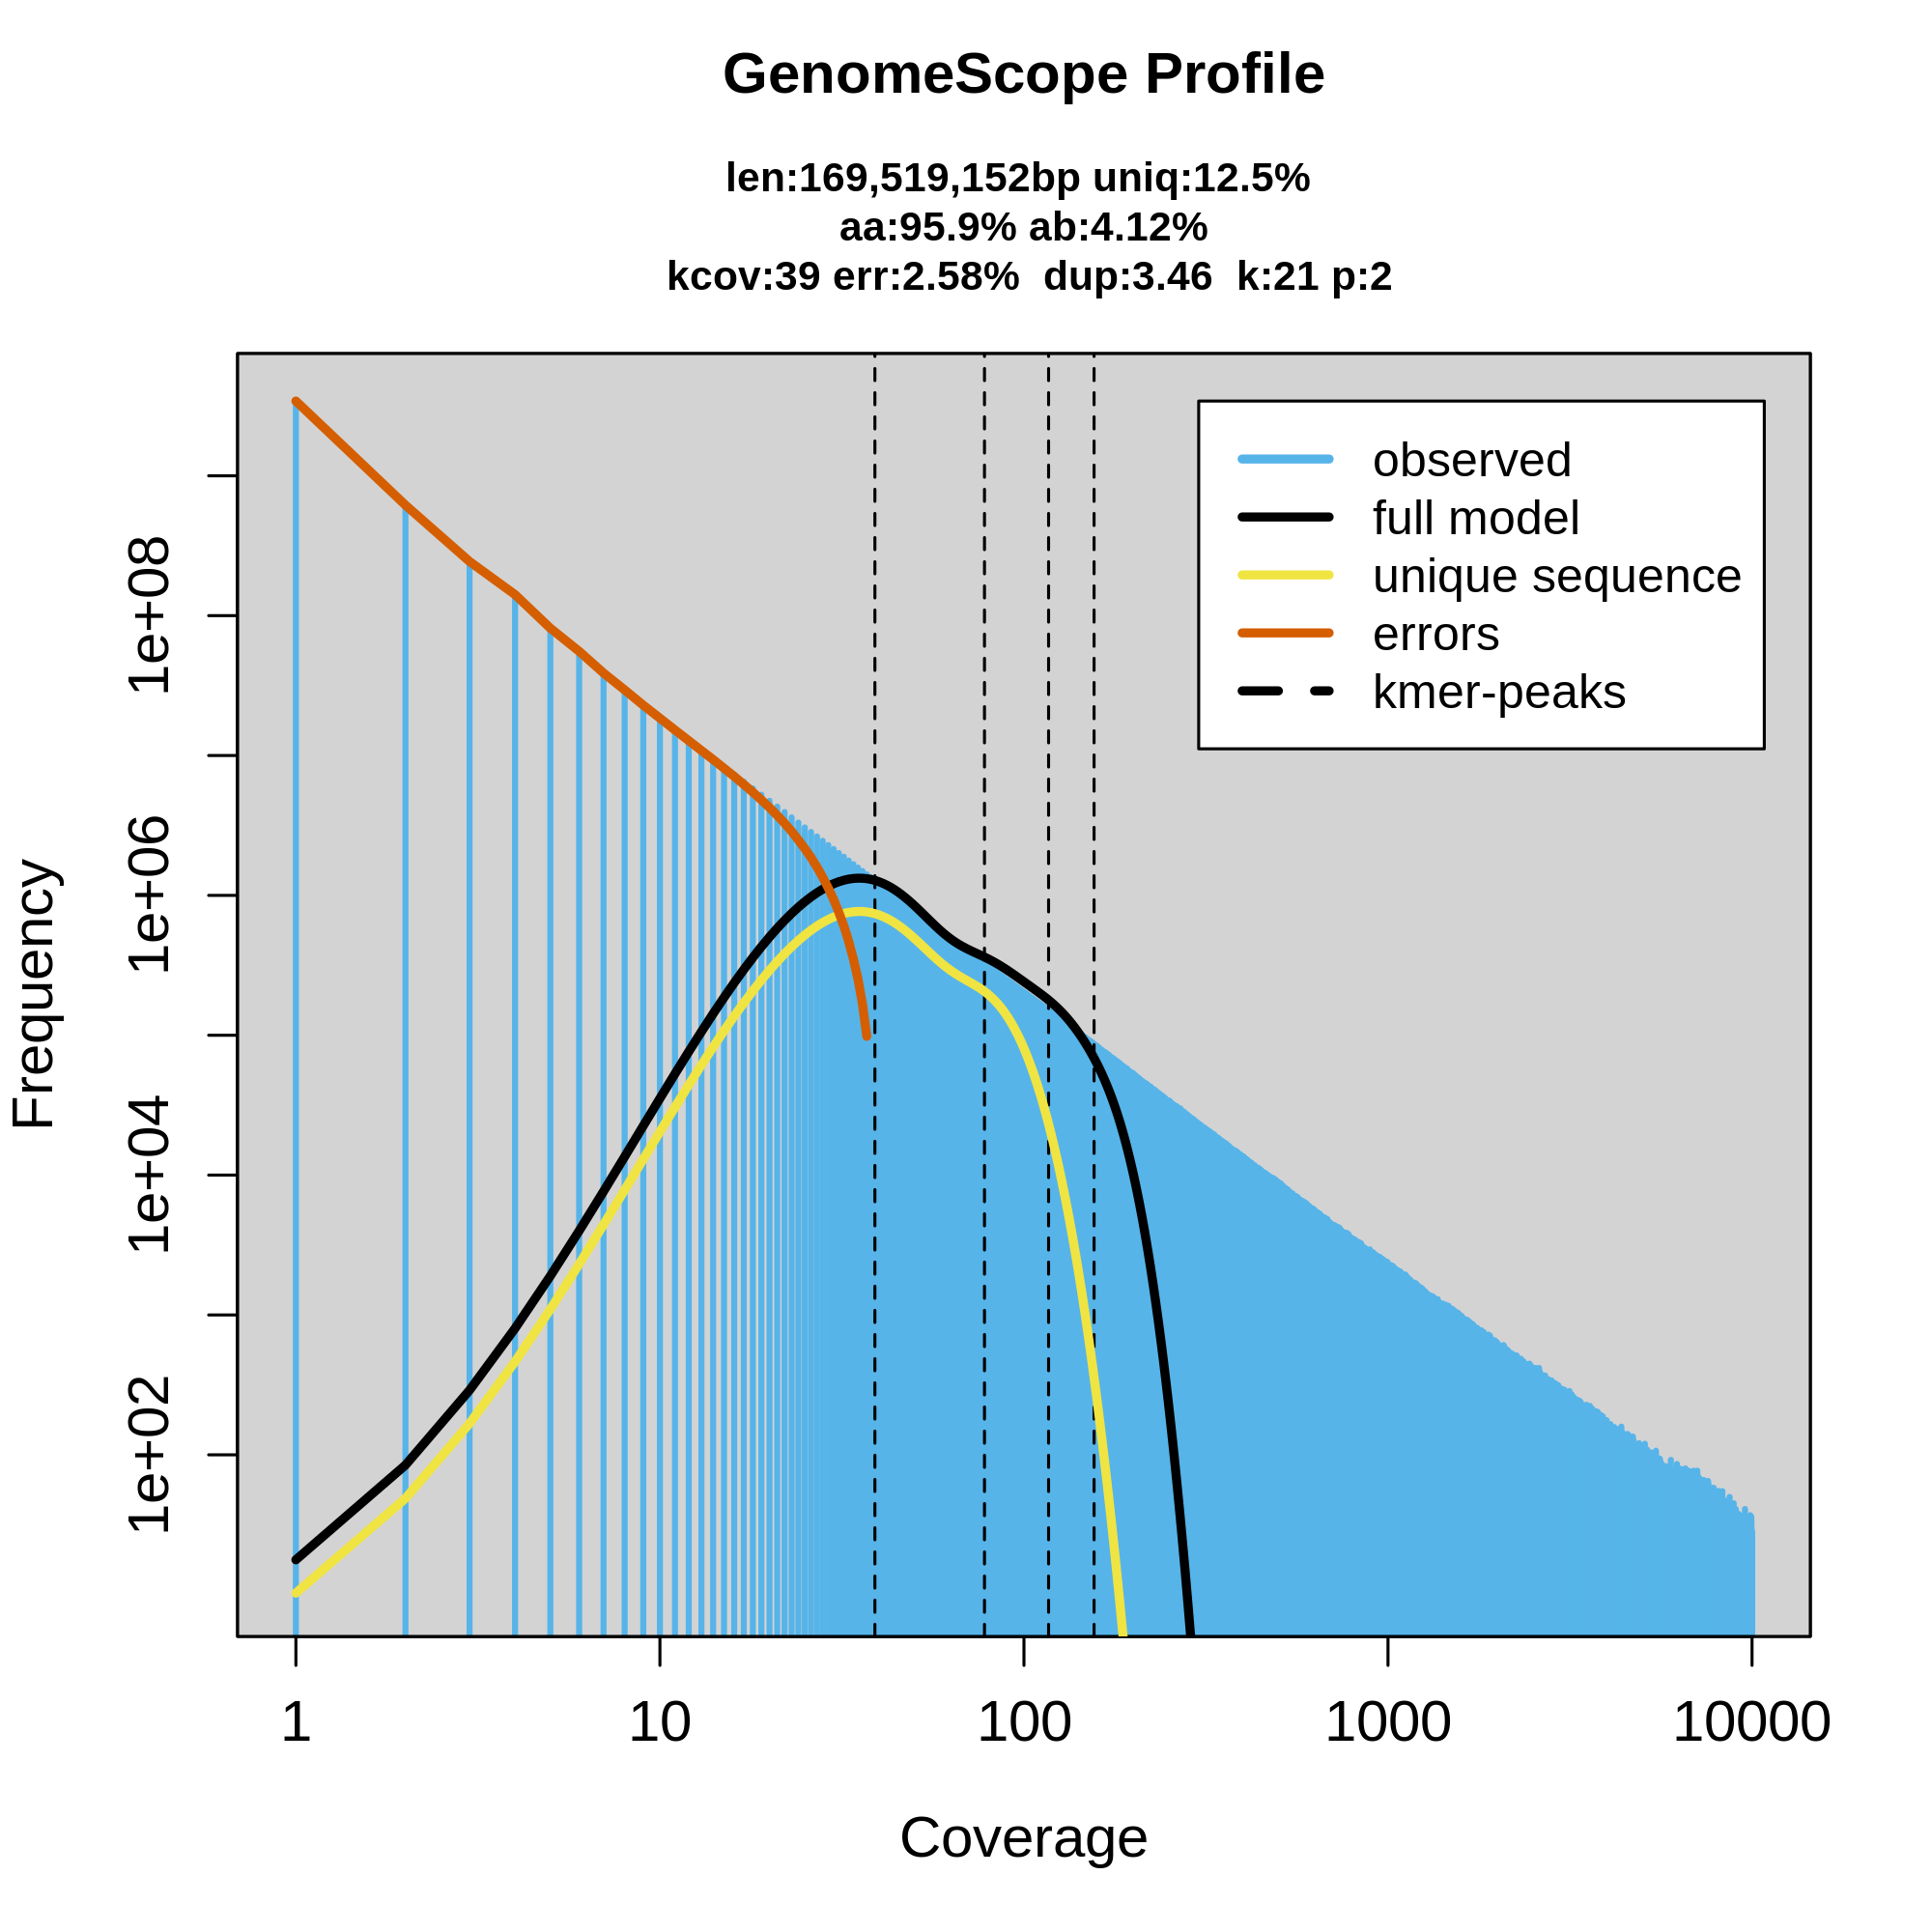 GenomeScope Profile
len:169,519,152bp uniq:12.5%
aa:95.9% ab:4.12%
kcov:39 err:2.58%  dup:3.46  k:21 p:2
observed
full model
unique sequence
errors
kmer-peaks
Frequency
1e+08
1e+06
1e+04
1e+02
1 10 100 1000 10000
Coverage